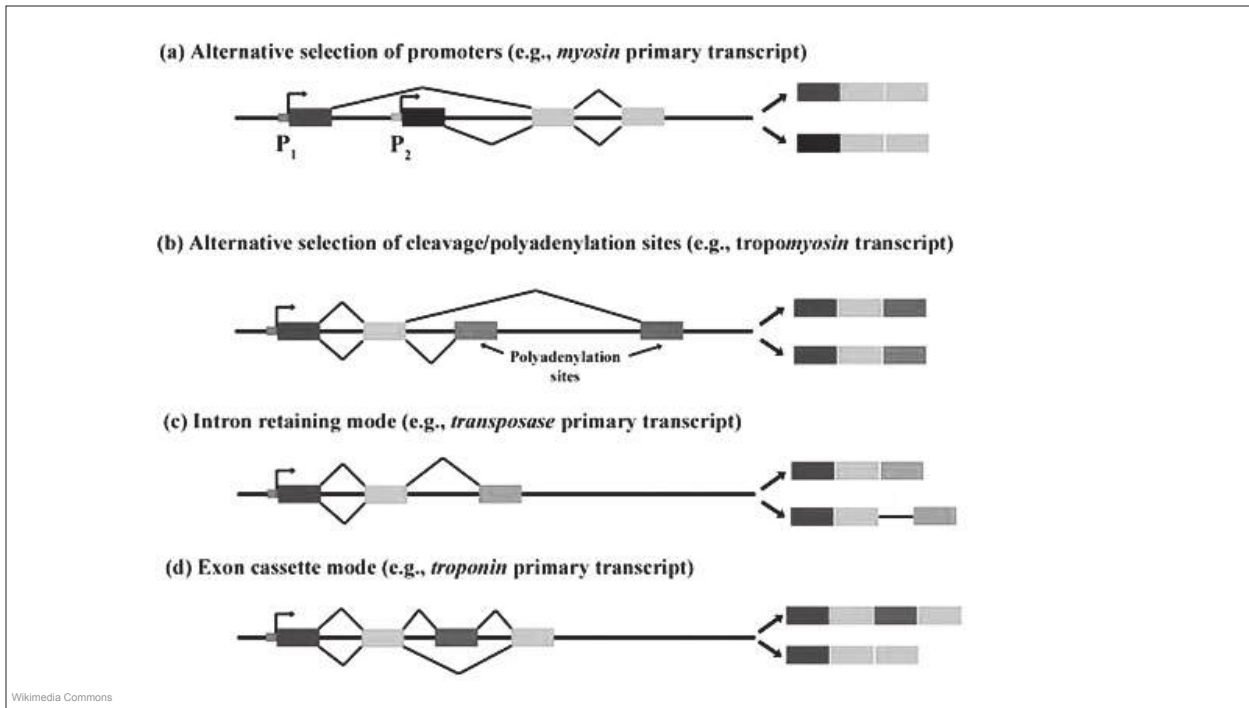 (a) Alternative selection of promoters (e.g., myosin primary transcript)
P1
P2
(b) Alternative selection of cleavage/polyadenylation sites (e.g., tropomyosin transcript)
Polyadenylation
sites
(c) Intron retaining mode (e.g., transposase primary transcript)
(d) Exon cassette mode (e.g., troponin primary transcript)
Wikimedia Commons